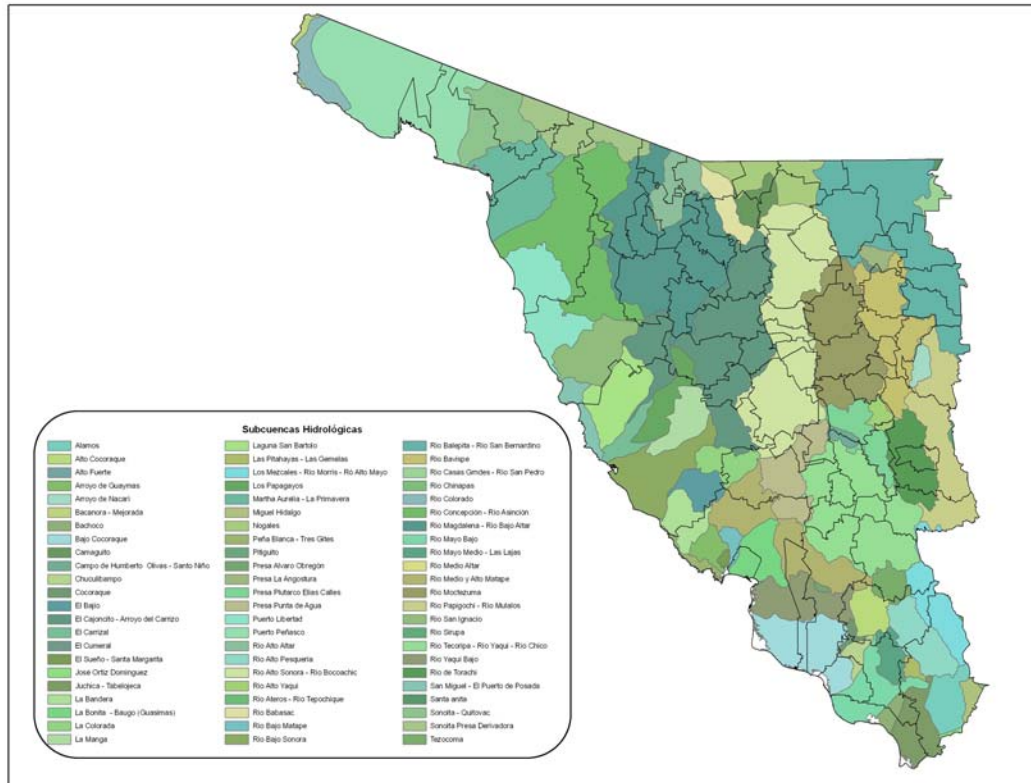 Subcuencas Hidrológicas
Alamos
Alto Cocoraque
Alto Fuerte
Arroyo de Guaymas
Arroyo de Nacari
Bacanora - Mejorada
Bachoco
Bajo Cocoraque
Camaguito
Campo de Humberto Olivas - Santo Niño
Chuculibampo
Cocoraque
El Bajio
El Cajoncito - Arroyo del Carrizo
El Carrizal
El Cumeral
El Sueño - Santa Margarita
José Ortiz Domínguez
Juchica - Tabelojeca
La Bandera
La Bonita - Baugo (Guasimas)
La Colorada
La Manga
Laguna San Bartolo
Las Pitahayas - Las Gemelas
Los Mezcales - Río Morris - Ró Alto Mayo
Los Papagoyos
Martha Aurelia - La Primavera
Miguel Hidalgo
Nogales
Peña Blanca - Tres Gites
Pitiguito
Presa Alvaro Obregón
Presa La Angostura
Presa Plutarco Elias Calles
Presa Punta de Agua
Puerto Libertad
Puerto Peñasco
Río Alto Altar
Río Alto Pesqueria
Río Alto Sonora - Río Bocoachic
Río Alto Yaqui
Río Ateros - Río Tepochique
Río Babasac
Río Bajo Matape
Río Bajo Sonora
Río Balepita - Río San Bernardino
Río Bavispe
Río Casas Grndes - Río San Pedro
Río Chinapas
Río Colorado
Río Concepción - Río Asinción
Río Magdalena - Río Bajo Altar
Río Mayo Bajo
Río Mayo Medio - Las Lajas
Río Medio Altar
Río Medio y Alto Matape
Río Moctezuma
Río Papigochi - Río Mulatos
Río San Ignacio
Río Sirupa
Río Tecoripa - Río Yaqui - Río Chico
Río Yaqui Bajo
Río de Torachi
San Miguel - El Puerto de Posada
Santa anita
Sonoita - Quitovac
Sonoita Presa Derivadora
Tezocoma